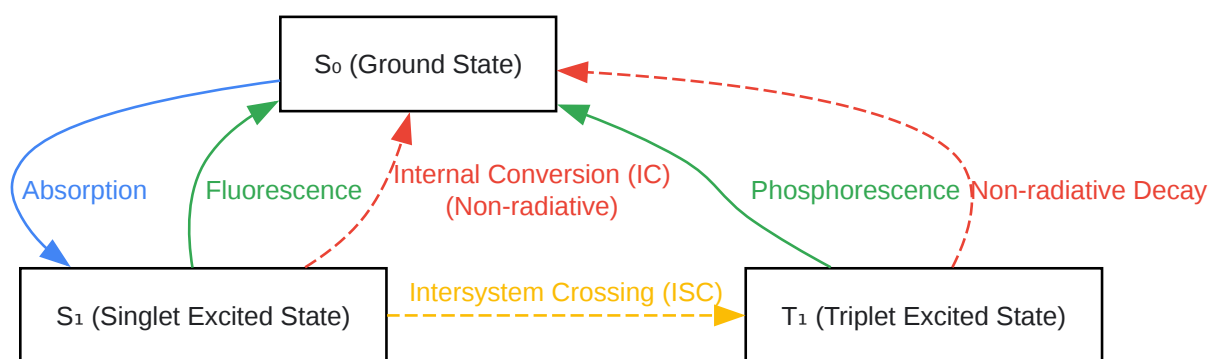 S₀ (Ground State)
Absorption
Fluorescence
Internal Conversion (IC)
(Non-radiative)
Phosphorescence
Non-radiative Decay
Intersystem Crossing (ISC)
S₁ (Singlet Excited State)
T₁ (Triplet Excited State)